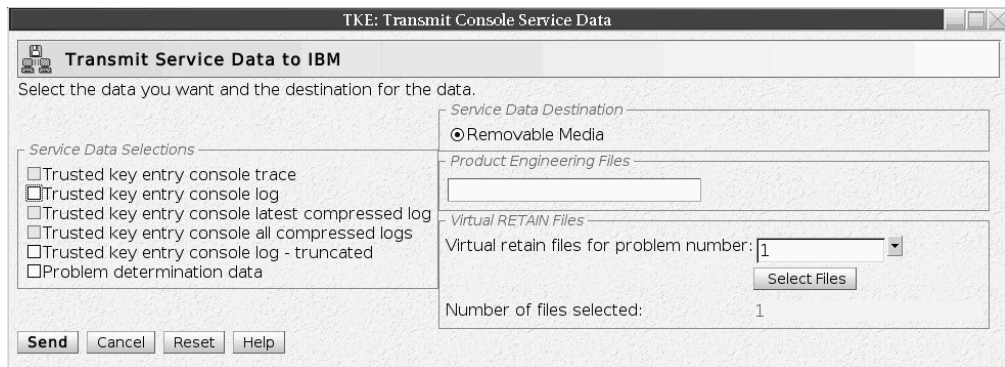 TKE: Transmit Console Service Data
Transmit Service Data to IBM
Select the data you want and the destination for the data.
Service Data Destination
Removable Media
Service Data Selections
Trusted key entry console trace
Trusted key entry console log
Trusted key entry console latest compressed log
Trusted key entry console all compressed logs
Trusted key entry console log - truncated
Problem determination data
Product Engineering Files
Virtual RETAIN Files
Virtual retain files for problem number: 1
Select Files
Number of files selected: 1
Send Cancel Reset Help